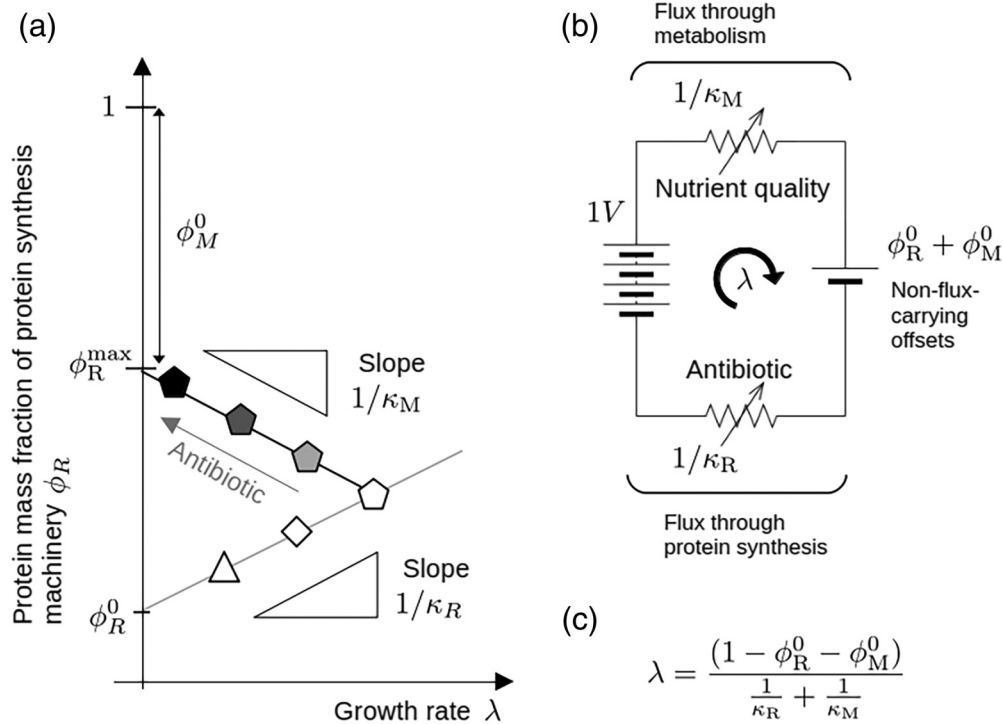 (a)
Protein mass fraction of protein synthesis
machinery ϕ_R
1
ϕ_M^0
ϕ_R^max
Slope
1/κ_M
Antibiotic
Slope
1/κ_R
ϕ_R^0
Growth rate λ
(b)
Flux through
metabolism
1/κ_M
Nutrient quality
1V
λ
ϕ_R^0 + ϕ_M^0
Non-flux-
carrying
offsets
Antibiotic
1/κ_R
Flux through
protein synthesis
(c)
λ = (1 − ϕ_R^0 − ϕ_M^0) / (1/κ_R + 1/κ_M)